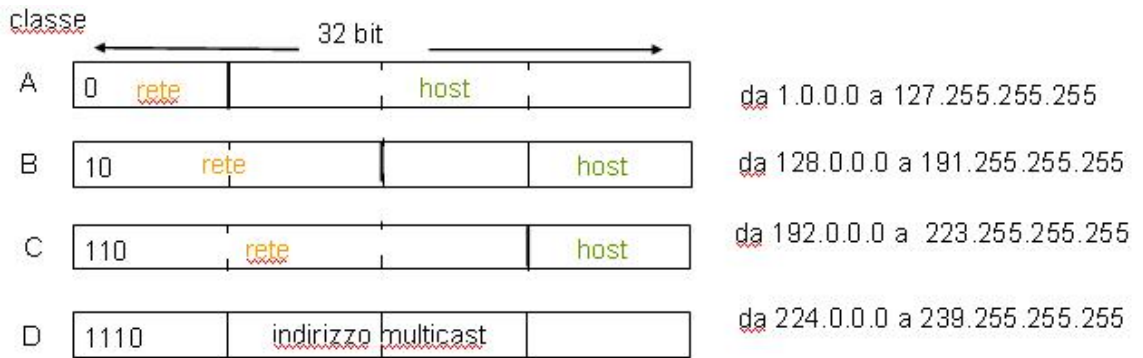 classe
32 bit
A 0 rete host da 1.0.0.0 a 127.255.255.255
B 10 rete host da 128.0.0.0 a 191.255.255.255
C 110 rete host da 192.0.0.0 a 223.255.255.255
D 1110 indirizzo multicast da 224.0.0.0 a 239.255.255.255